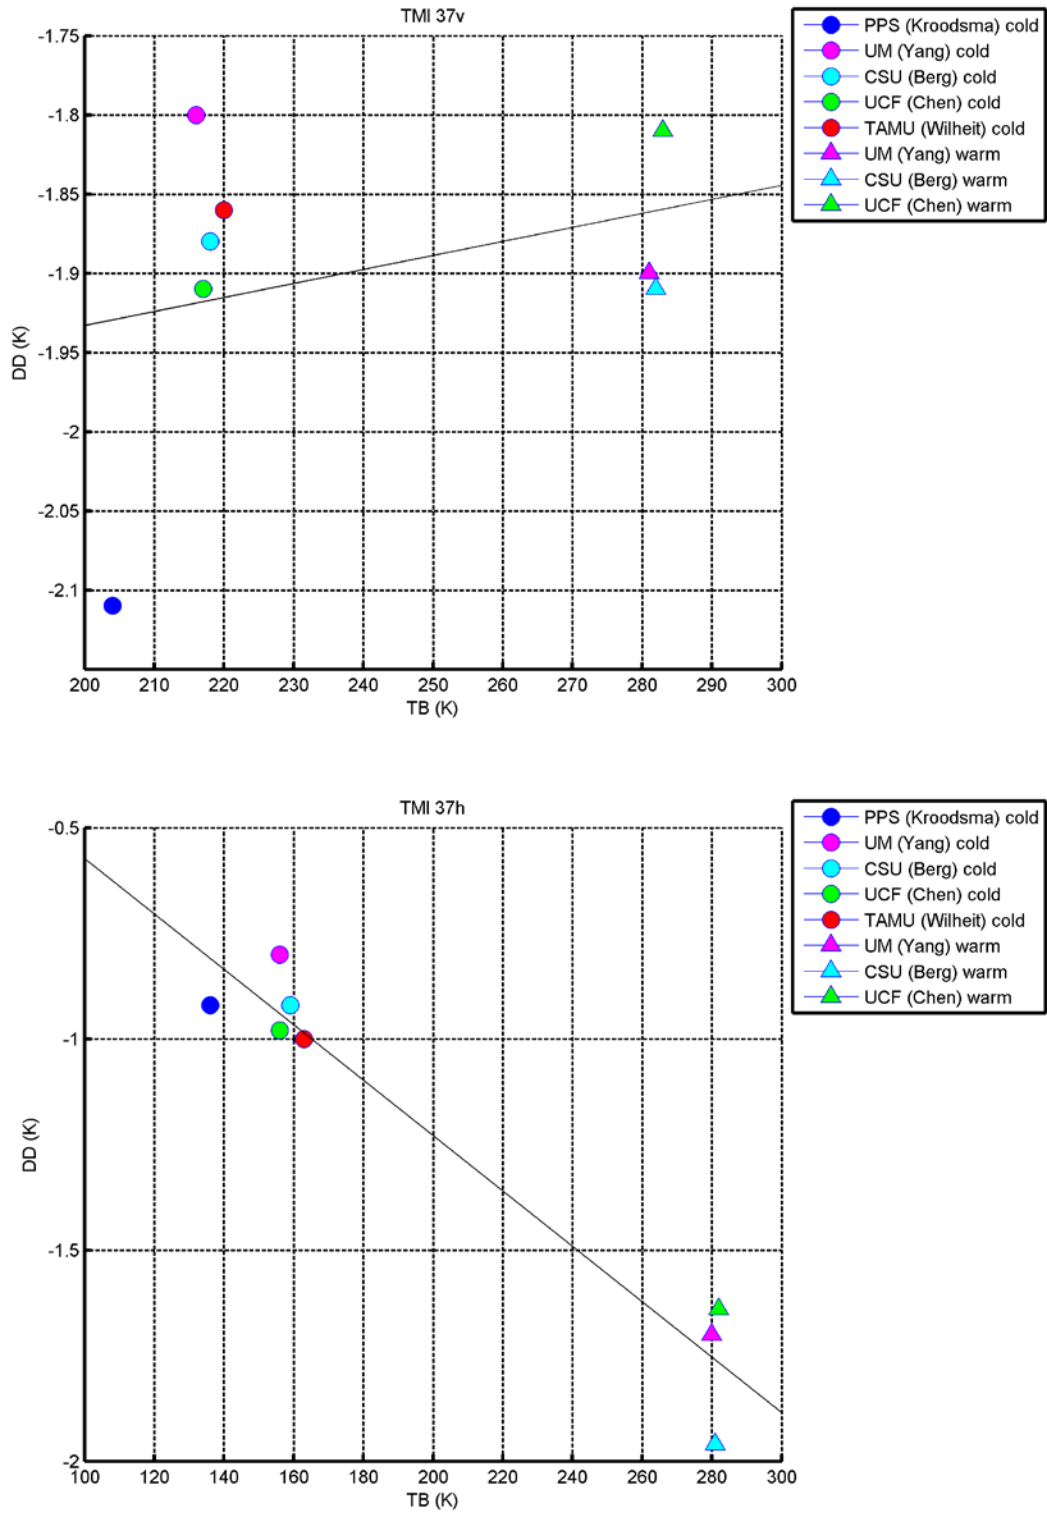 TMI 37v
-1.75
-1.8
-1.85
-1.9
-1.95
-2
-2.05
-2.1
DD (K)
200 210 220 230 240 250 260 270 280 290 300
TB (K)
PPS (Kroodsma) cold
UM (Yang) cold
CSU (Berg) cold
UCF (Chen) cold
TAMU (Wilheit) cold
UM (Yang) warm
CSU (Berg) warm
UCF (Chen) warm
TMI 37h
-0.5
-1
-1.5
-2
DD (K)
100 120 140 160 180 200 220 240 260 280 300
TB (K)
PPS (Kroodsma) cold
UM (Yang) cold
CSU (Berg) cold
UCF (Chen) cold
TAMU (Wilheit) cold
UM (Yang) warm
CSU (Berg) warm
UCF (Chen) warm